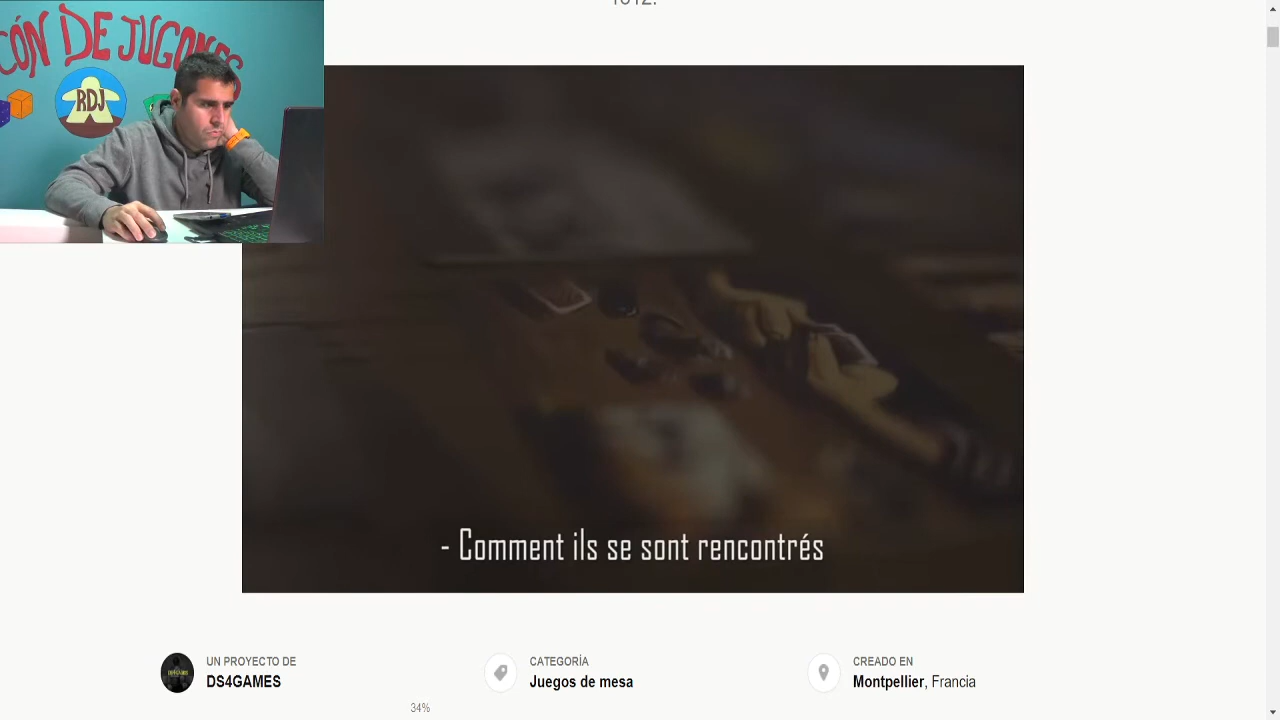 CÓN DE JUGONES
RDJ
- Comment ils se sont rencontrés
UN PROYECTO DE
DS4GAMES
CATEGORÍA
Juegos de mesa
CREADO EN
Montpellier, Francia
34%